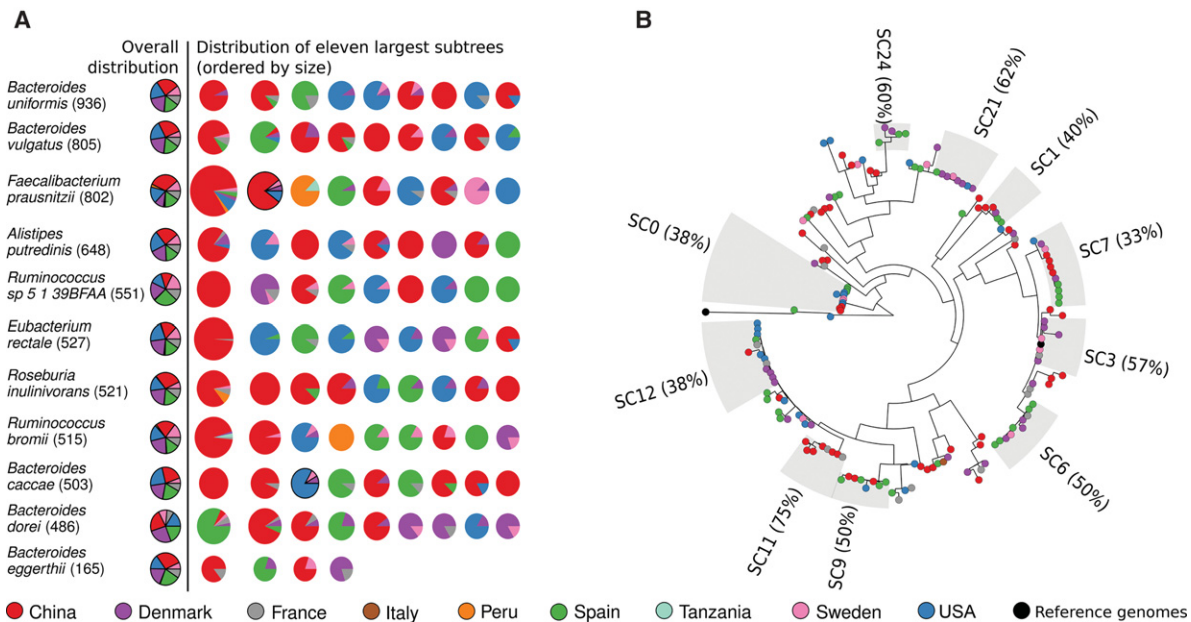 A
Overall
distribution
Distribution of eleven largest subtrees
(ordered by size)
Bacteroides
uniformis (936)
Bacteroides
vulgatus (805)
Faecalibacterium
prausnitzii (802)
Alistipes
putredinis (648)
Ruminococcus
sp 5 1 39BFAA (551)
Eubacterium
rectale (527)
Roseburia
inulinivorans (521)
Ruminococcus
bromii (515)
Bacteroides
caccae (503)
Bacteroides
dorei (486)
Bacteroides
eggerthii (165)
B
SC24 (60%)
SC21 (62%)
SC1 (40%)
SC7 (33%)
SC3 (57%)
SC6 (50%)
SC9 (50%)
SC11 (75%)
SC12 (38%)
SC0 (38%)
China
Denmark
France
Italy
Peru
Spain
Tanzania
Sweden
USA
Reference genomes